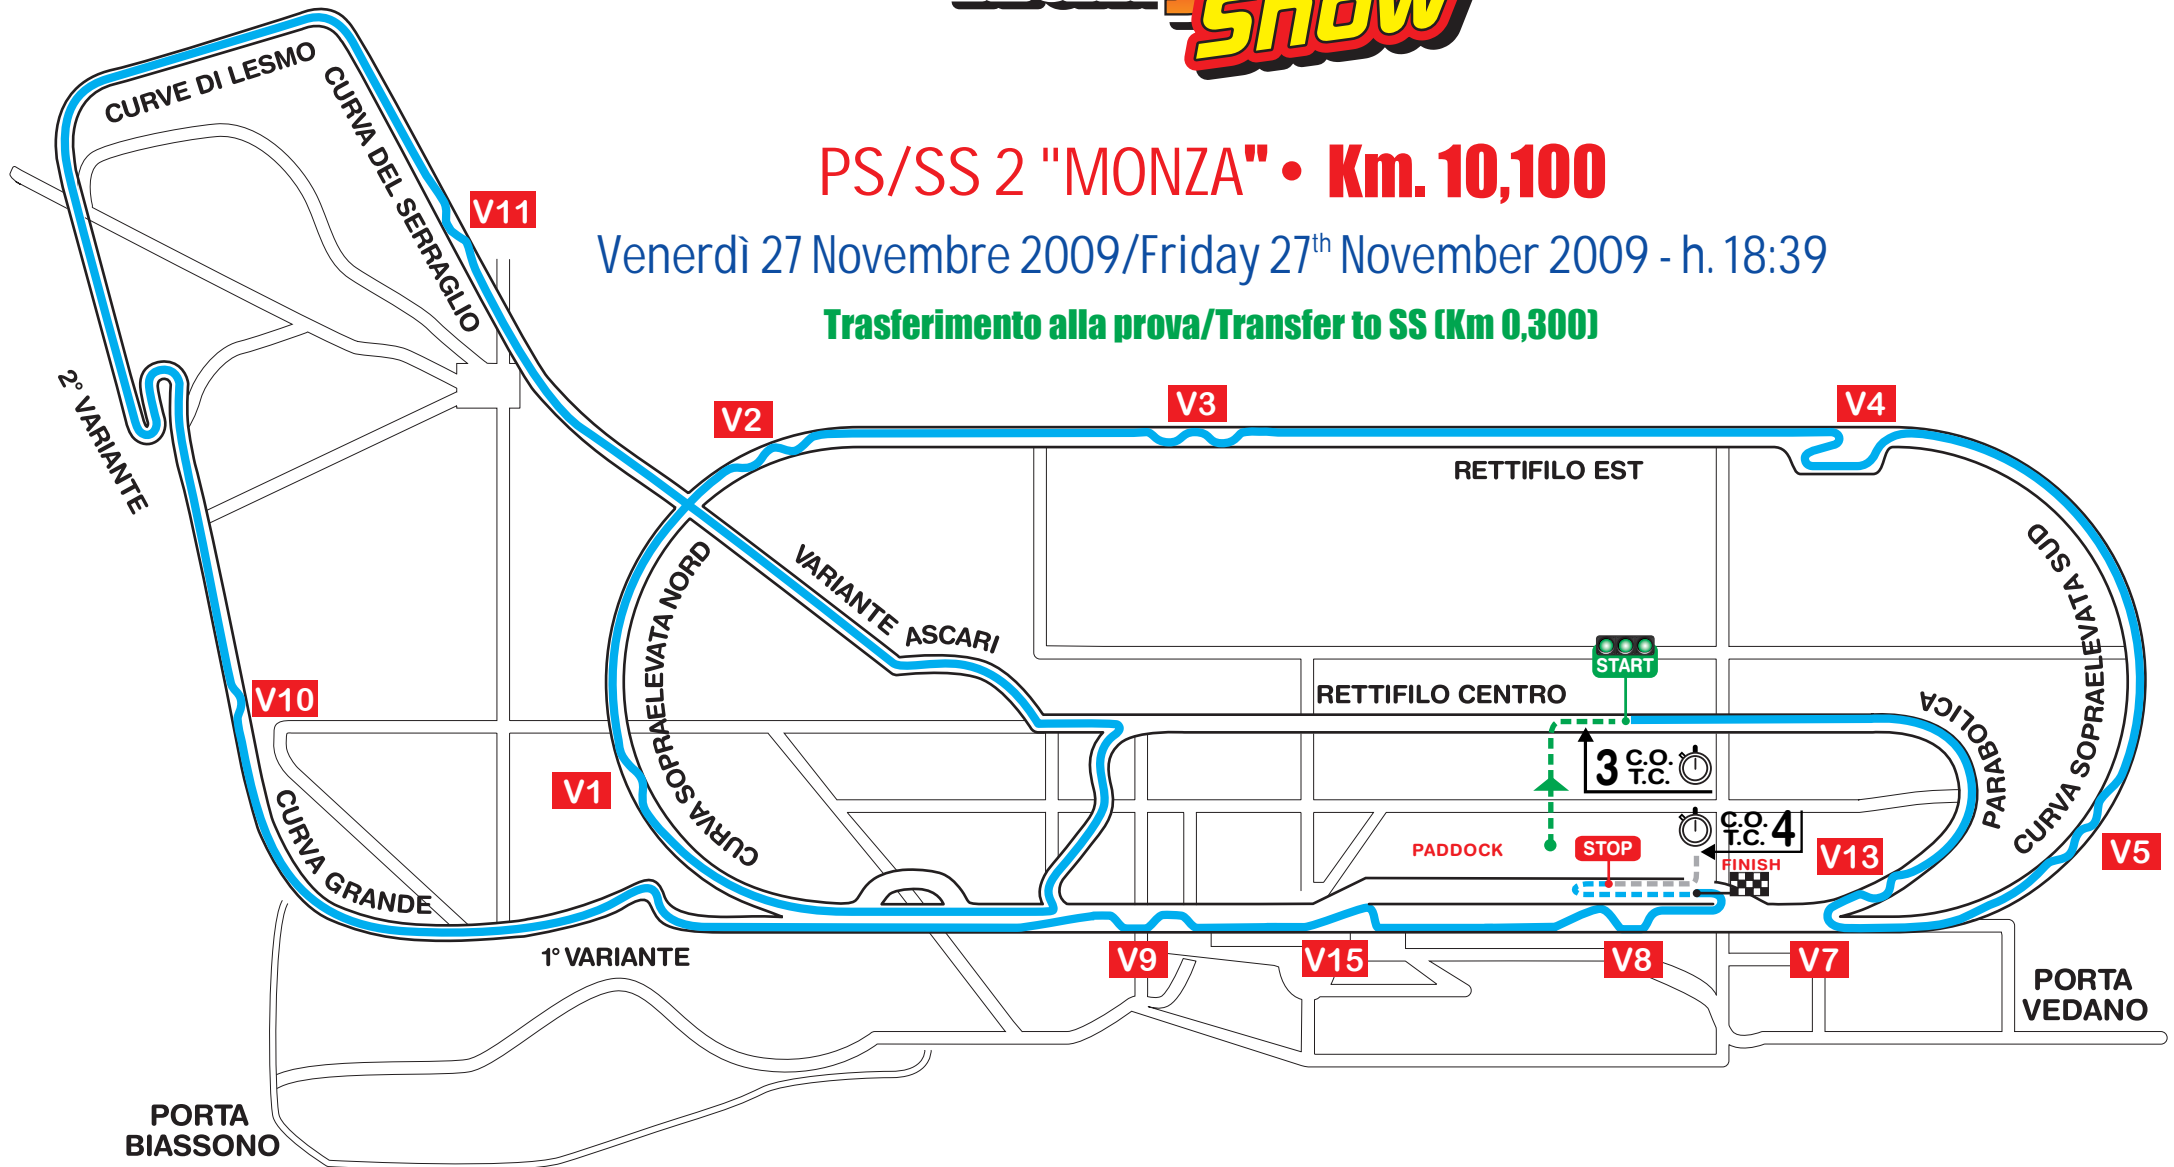 Show
PS/SS 2 "MONZA" • Km. 10,100
Venerdì 27 Novembre 2009/Friday 27th November 2009 - h. 18:39
Trasferimento alla prova/Transfer to SS (Km 0,300)
CURVE DI LESMO
CURVA DEL SERRAGLIO
V11
2° VARIANTE
V2
V3
V4
RETTIFILO EST
CURVA SOPRAELEVATA NORD
VARIANTE ASCARI
CURVA SOPRAELEVATA SUD
START
RETTIFILO CENTRO
PARABOLICA
V10
V1
3 C.O.
T.C.
C.O.
T.C. 4
CURVA GRANDE
PADDOCK
STOP
FINISH
V13
V5
1° VARIANTE
V9
V15
V8
V7
PORTA
VEDANO
PORTA
BIASSONO